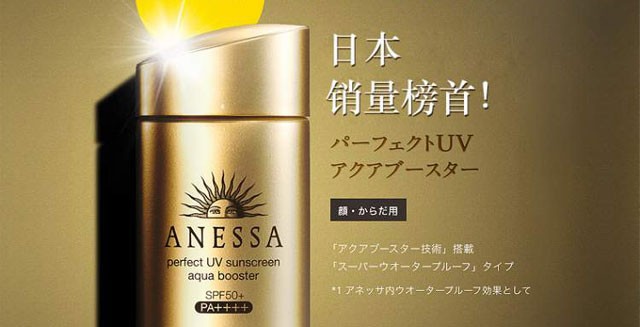 日本
销量榜首!
パーフェクトUV
アクアブースター
顔・からだ用
「アクアブースター技術」搭載
「スーパーウオータープルーフ」タイプ
*1 アネッサ内ウオータープルーフ効果として
ANESSA
perfect UV sunscreen
aqua booster
SPF50+
PA++++